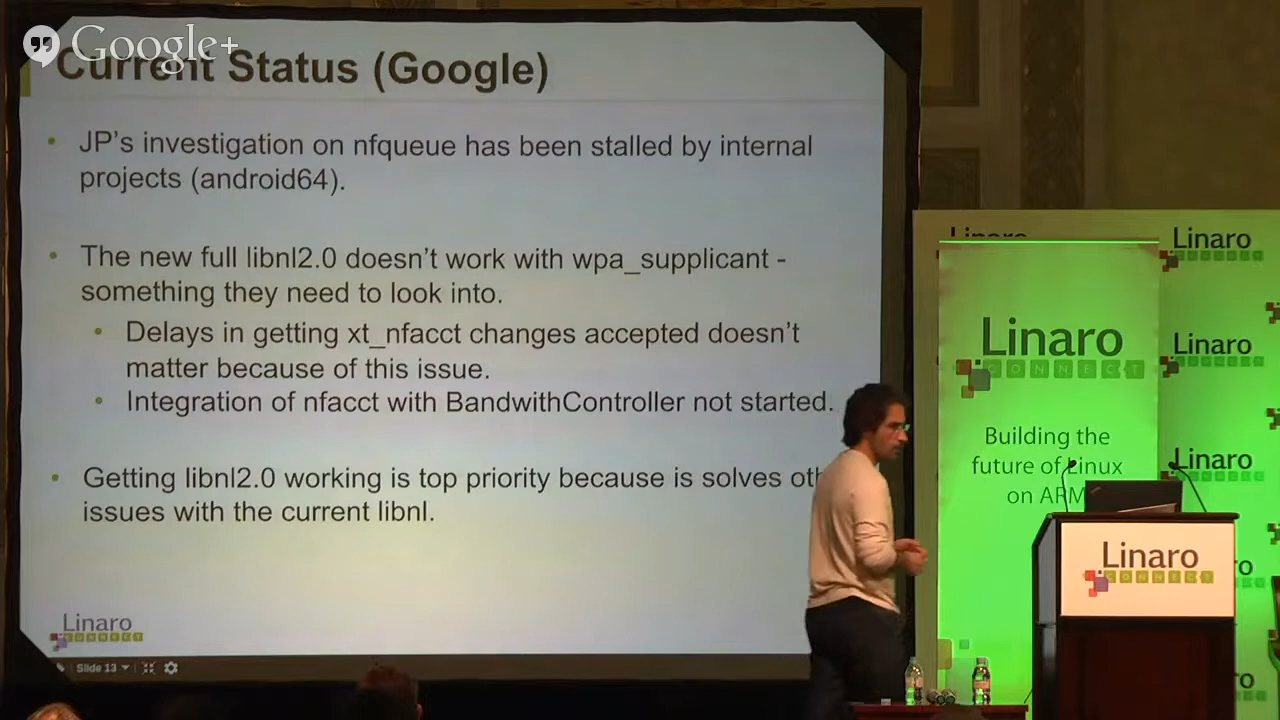 Google+
Current Status (Google)
JP's investigation on nfqueue has been stalled by internal
projects (android64).
The new full libnl2.0 doesn't work with wpa_supplicant -
something they need to look into.
Delays in getting xt_nfacct changes accepted doesn't
matter because of this issue.
Integration of nfacct with BandwithController not started.
Getting libnl2.0 working is top priority because is solves
issues with the current libnl.
Linaro
CONNECT
Slide 13
Linaro
Linaro
CONNECT
Building the
future of Linux
on ARM
Linaro
Linaro
Linaro
Linaro
CONNECT